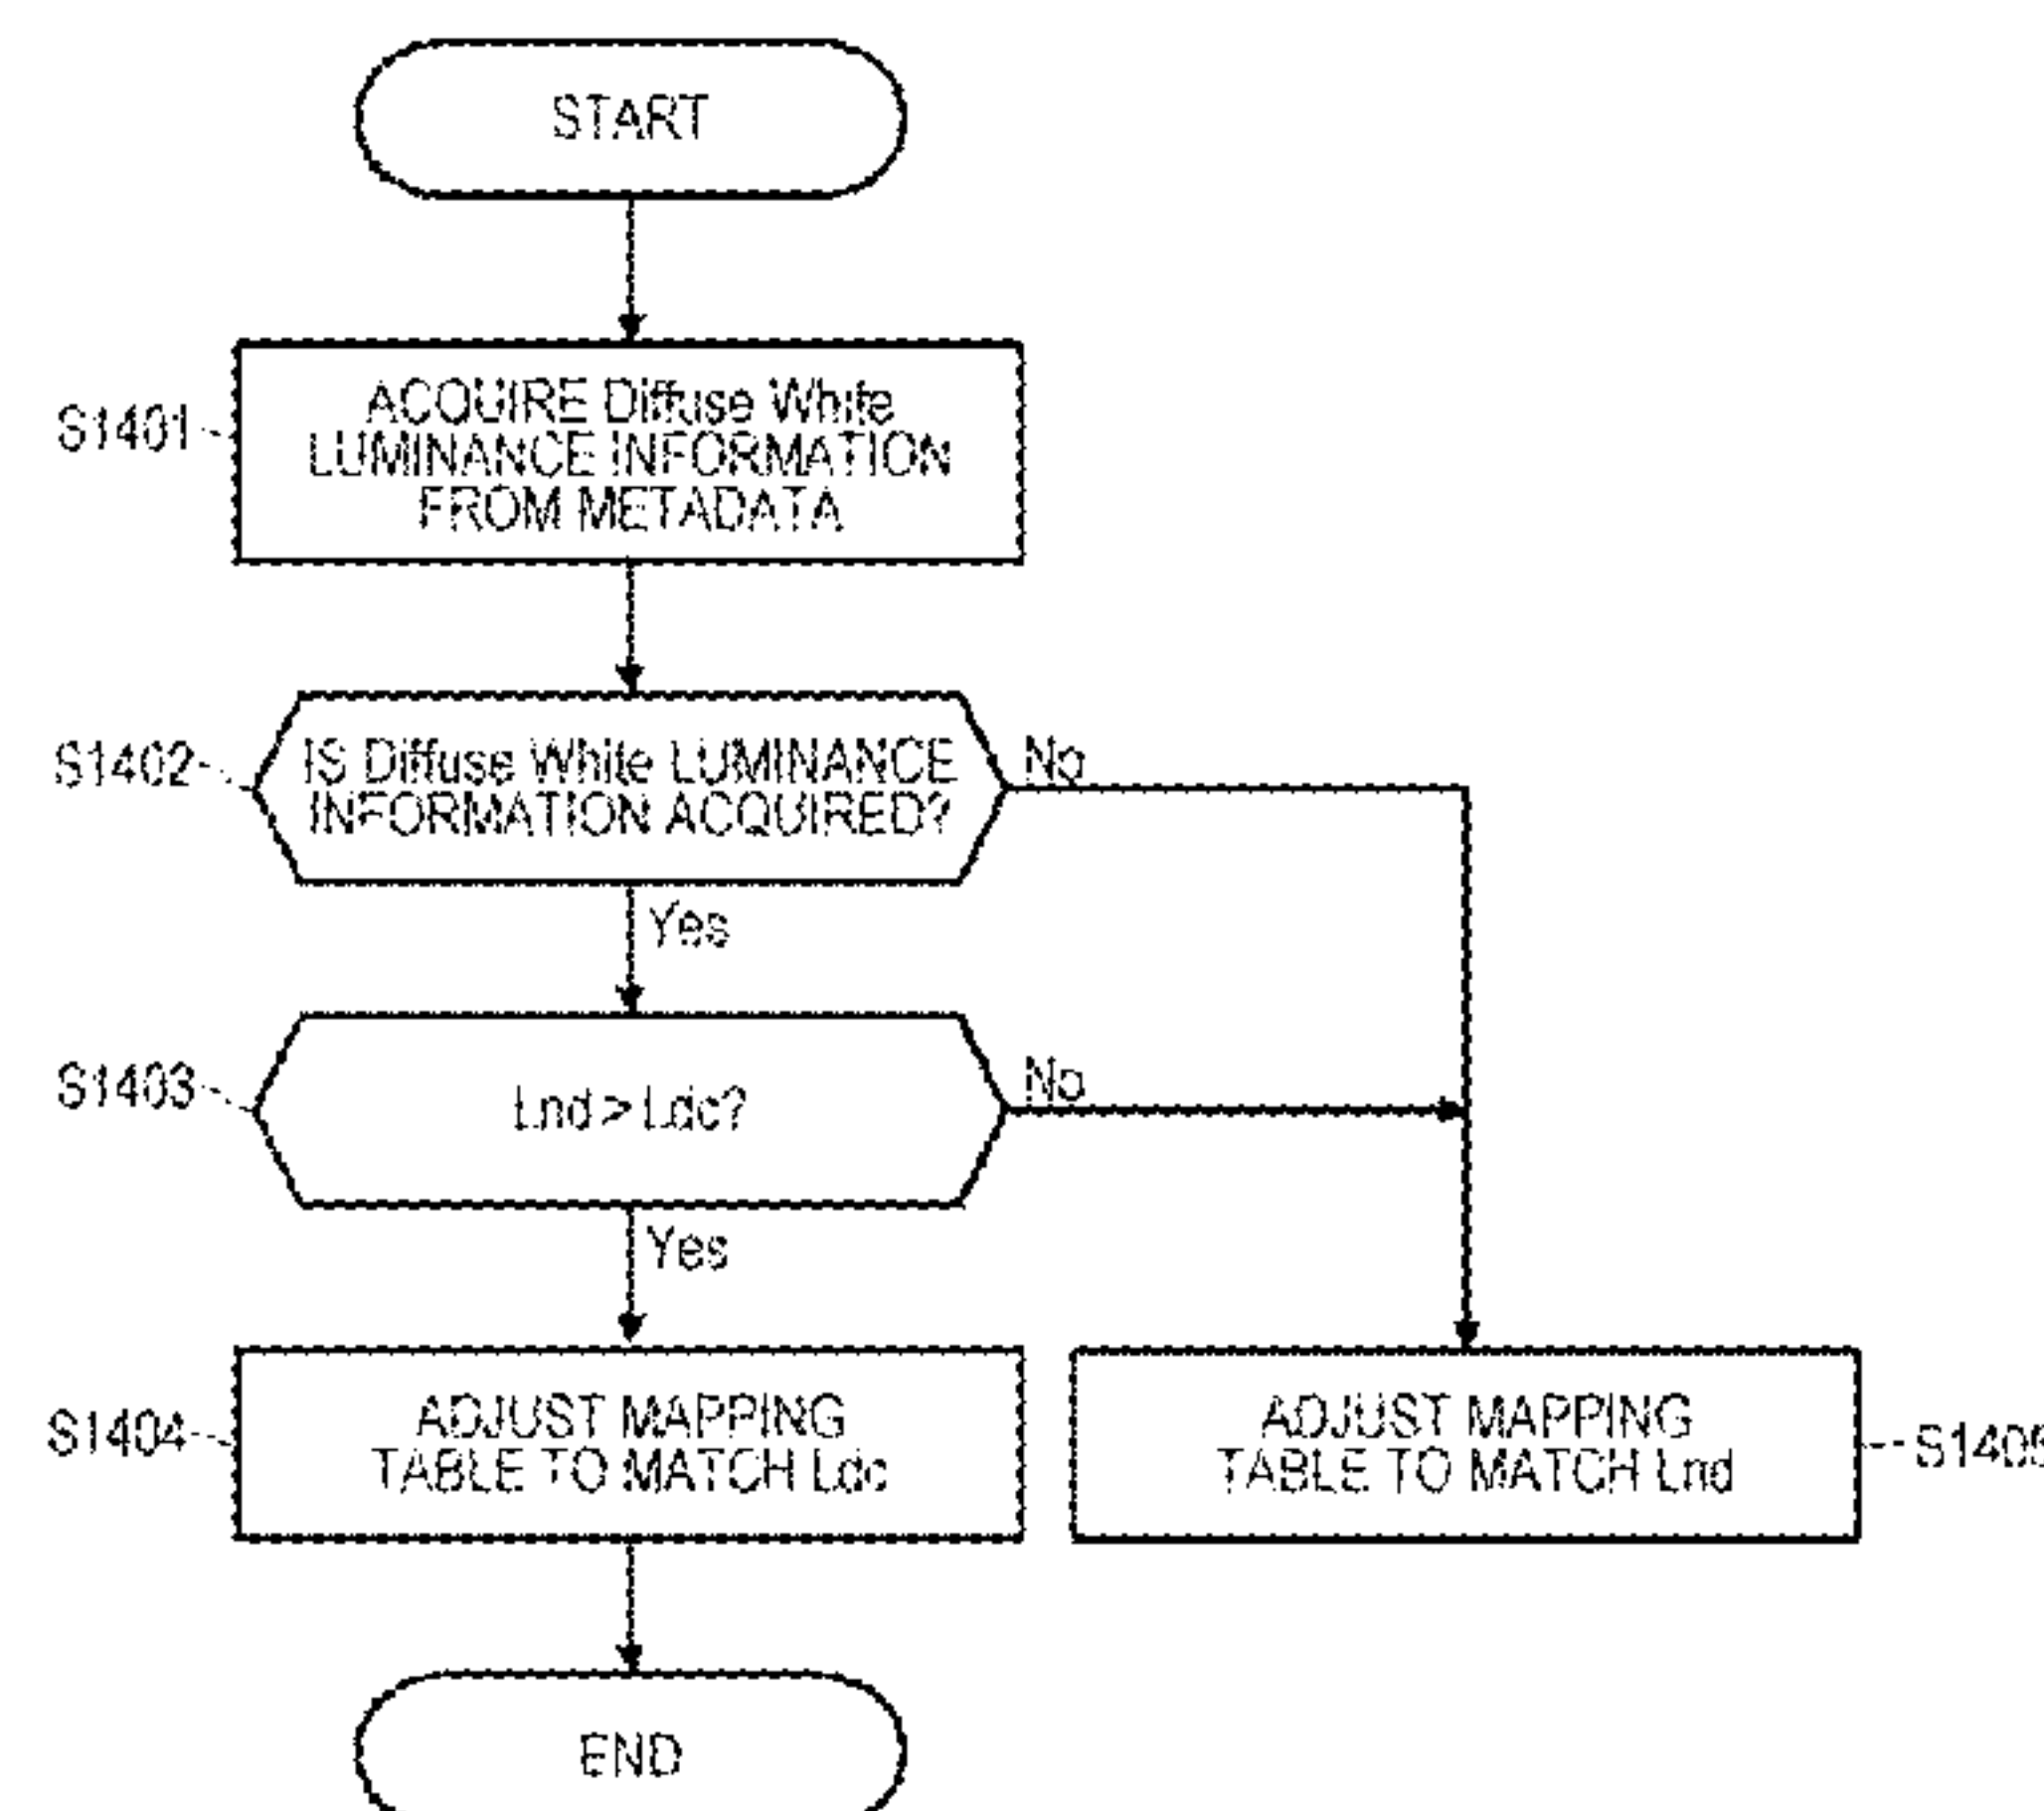 START
S1401
ACQUIRE Diffuse White
LUMINANCE INFORMATION
FROM METADATA
S1402
IS Diffuse White LUMINANCE
INFORMATION ACQUIRED?
No
Yes
S1403
Lnd > Ldc?
No
Yes
S1404
ADJUST MAPPING
TABLE TO MATCH Ldc
ADJUST MAPPING
TABLE TO MATCH Lnd
S1405
END